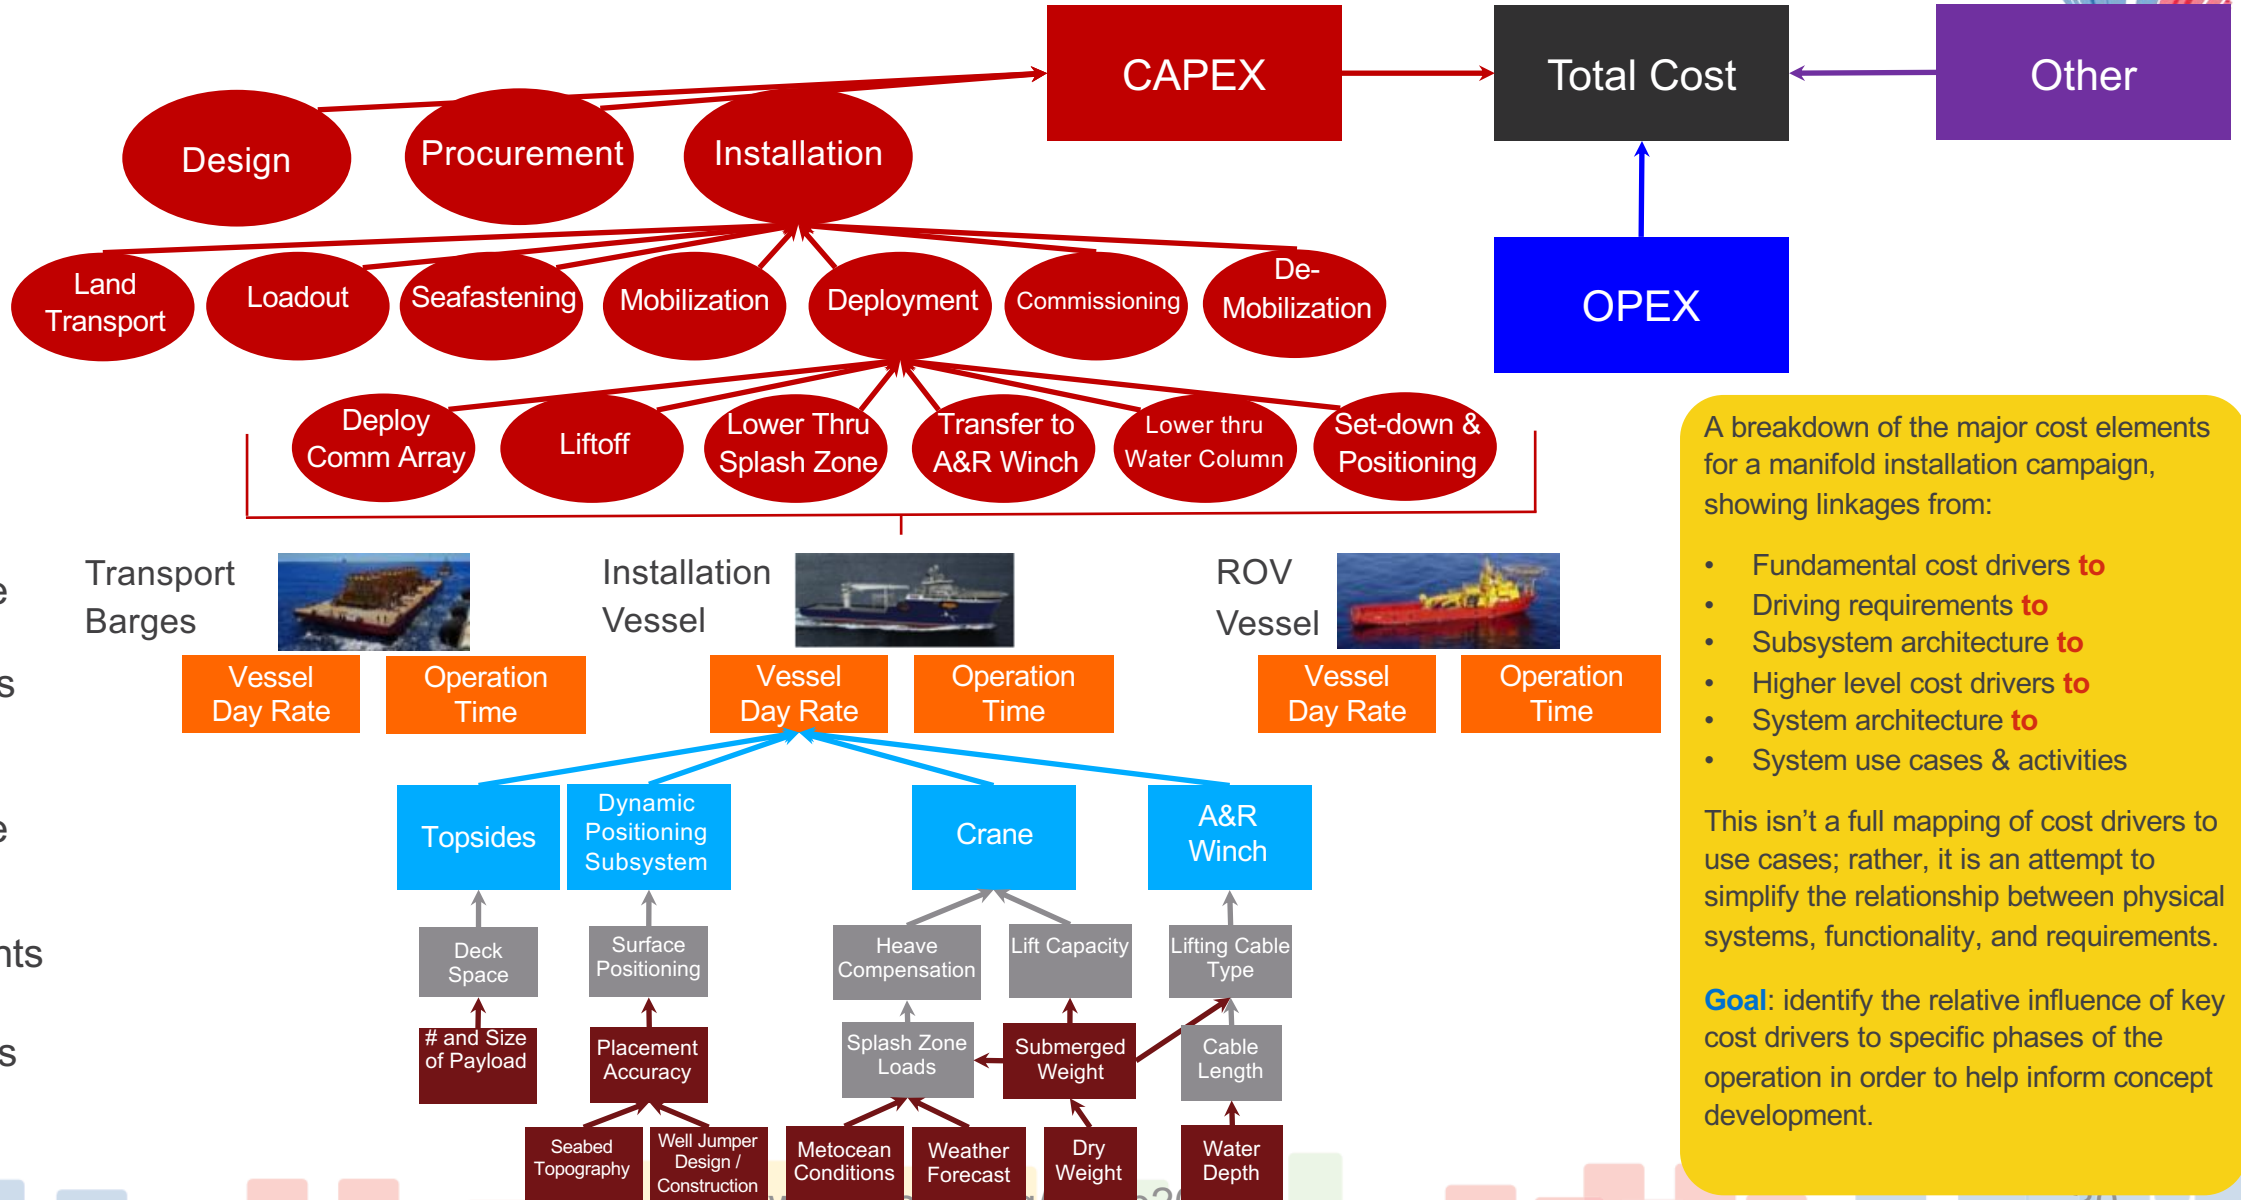 CAPEX
Total Cost
Other
Design
Procurement
Installation
OPEX
Land
Transport
Loadout
Seafastening
Mobilization
Deployment
Commissioning
De-
Mobilization
Deploy
Comm Array
Liftoff
Lower Thru
Splash Zone
Transfer to
A&R Winch
Lower thru
Water Column
Set-down &
Positioning
Transport
Barges
Installation
Vessel
ROV
Vessel
Vessel
Day Rate
Operation
Time
Vessel
Day Rate
Operation
Time
Vessel
Day Rate
Operation
Time
Topsides
Dynamic
Positioning
Subsystem
Crane
A&R
Winch
Deck
Space
Surface
Positioning
Heave
Compensation
Lift Capacity
Lifting Cable
Type
# and Size
of Payload
Placement
Accuracy
Splash Zone
Loads
Submerged
Weight
Cable
Length
Seabed
Topography
Well Jumper
Design /
Construction
Metocean
Conditions
Weather
Forecast
Dry
Weight
Water
Depth
A breakdown of the major cost elements
for a manifold installation campaign,
showing linkages from:
• Fundamental cost drivers to
• Driving requirements to
• Subsystem architecture to
• Higher level cost drivers to
• System architecture to
• System use cases & activities
This isn’t a full mapping of cost drivers to
use cases; rather, it is an attempt to
simplify the relationship between physical
systems, functionality, and requirements.
Goal: identify the relative influence of key
cost drivers to specific phases of the
operation in order to help inform concept
development.